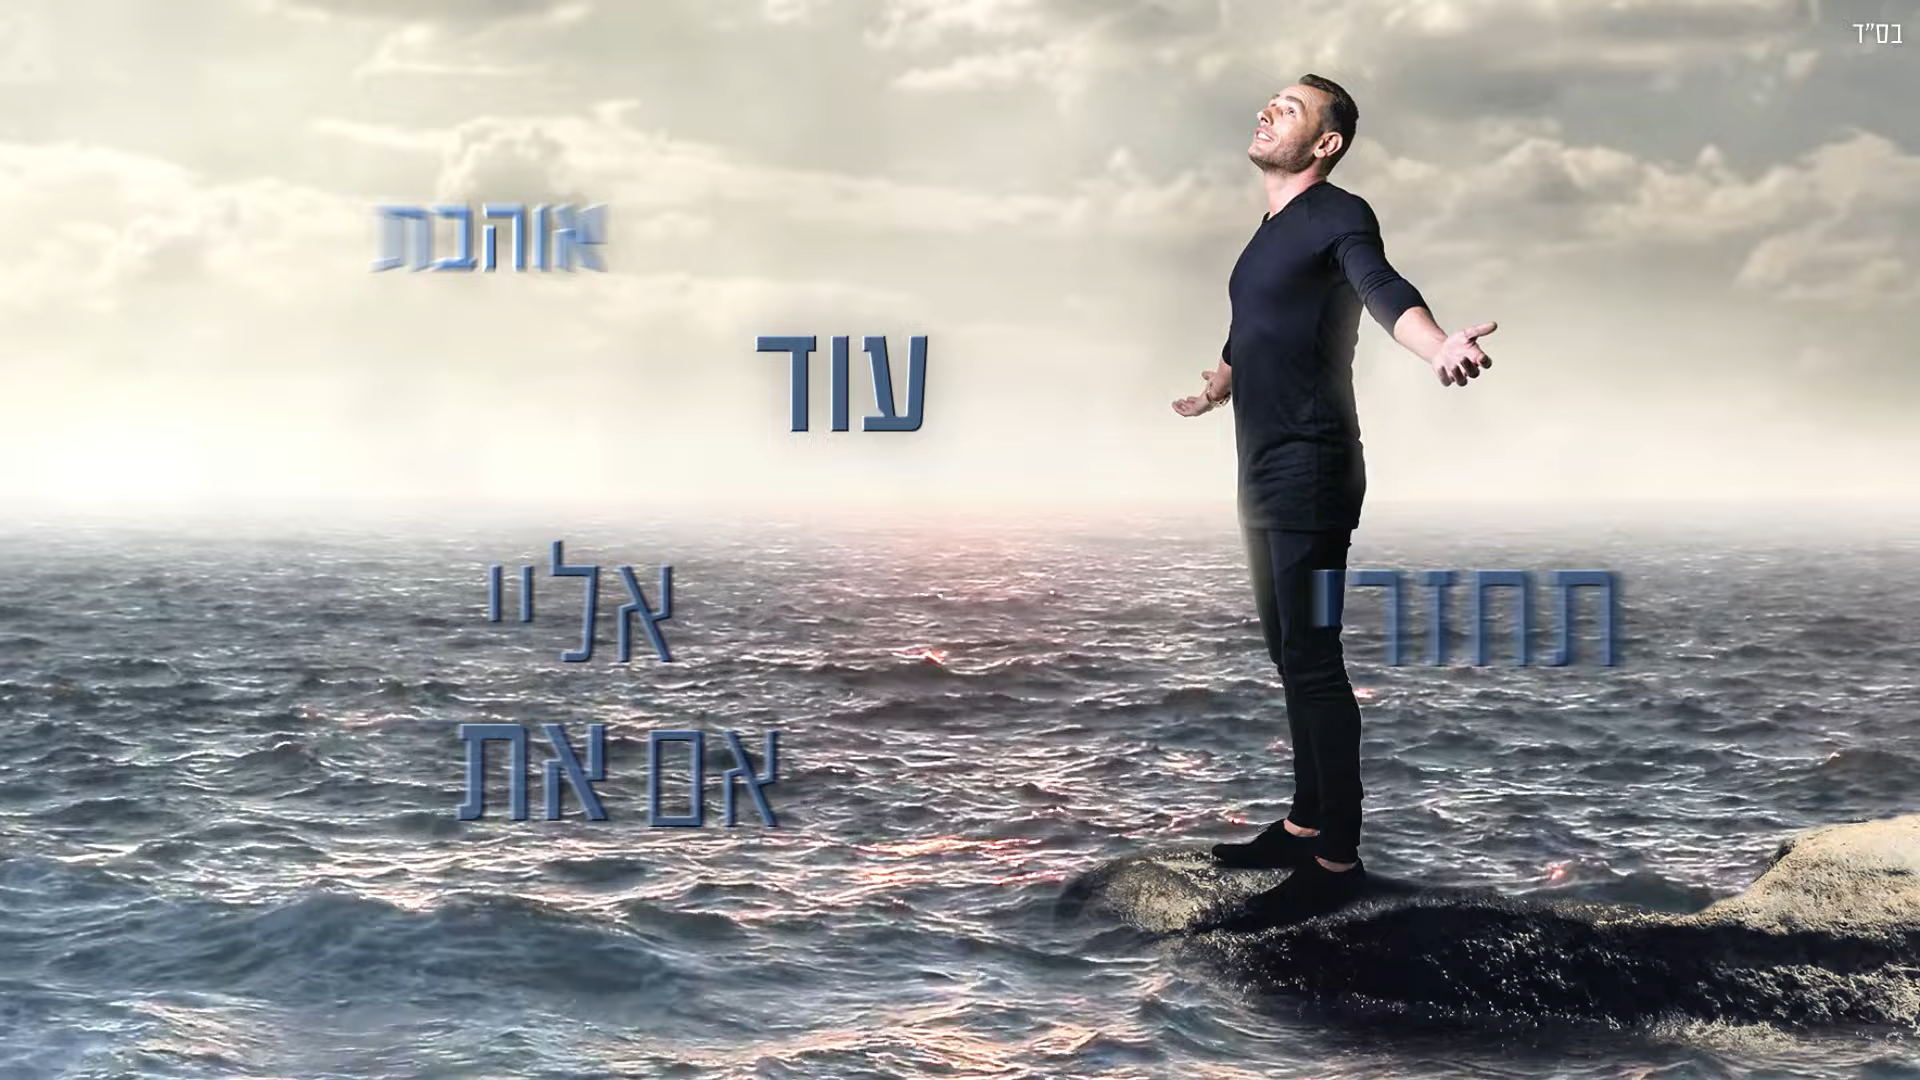 בס"ד
אוהבת
עוד
תחזרי אליי
אם את